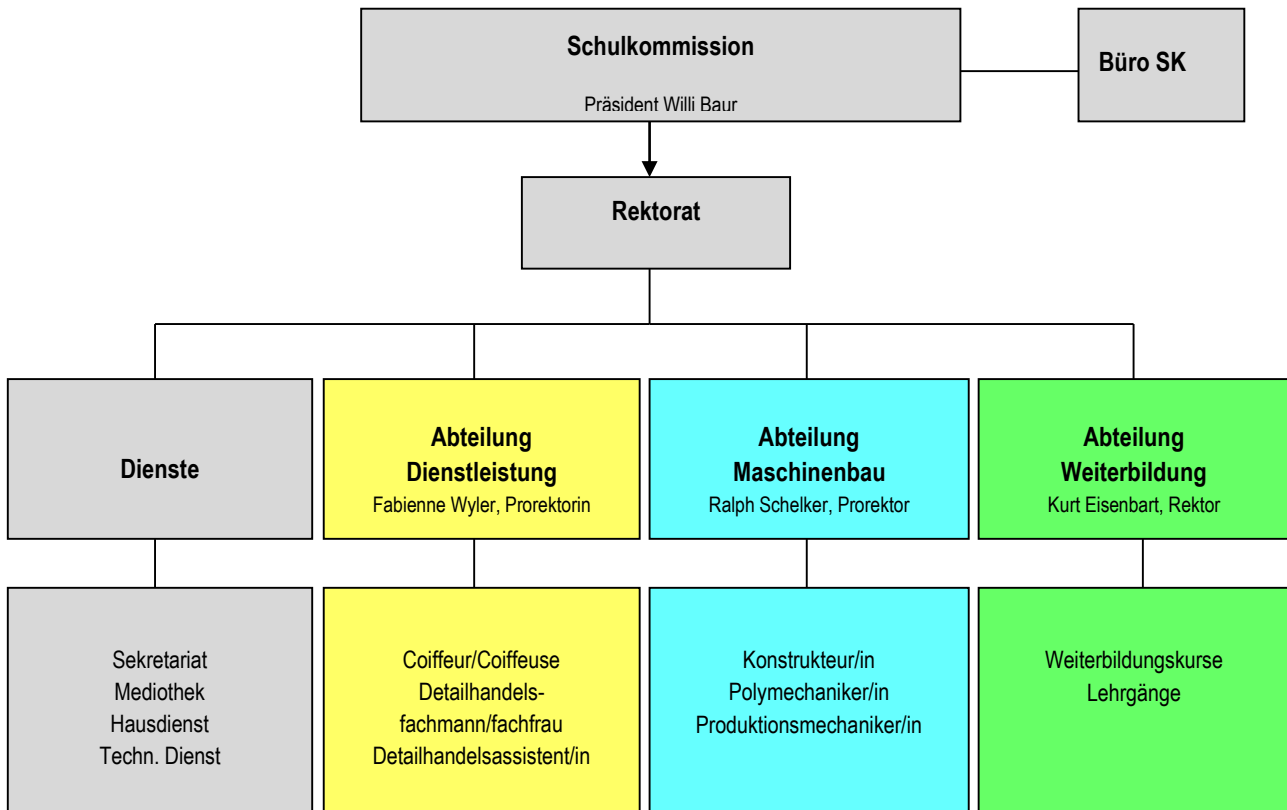 Schulkommission
Präsident Willi Baur
Büro SK
Rektorat
Dienste
Abteilung
Dienstleistung
Fabienne Wyler, Prorektorin
Abteilung
Maschinenbau
Ralph Schelker, Prorektor
Abteilung
Weiterbildung
Kurt Eisenbart, Rektor
Sekretariat
Mediothek
Hausdienst
Techn. Dienst
Coiffeur/Coiffeuse
Detailhandels-
fachmann/fachfrau
Detailhandelsassistent/in
Konstrukteur/in
Polymechaniker/in
Produktionsmechaniker/in
Weiterbildungskurse
Lehrgänge